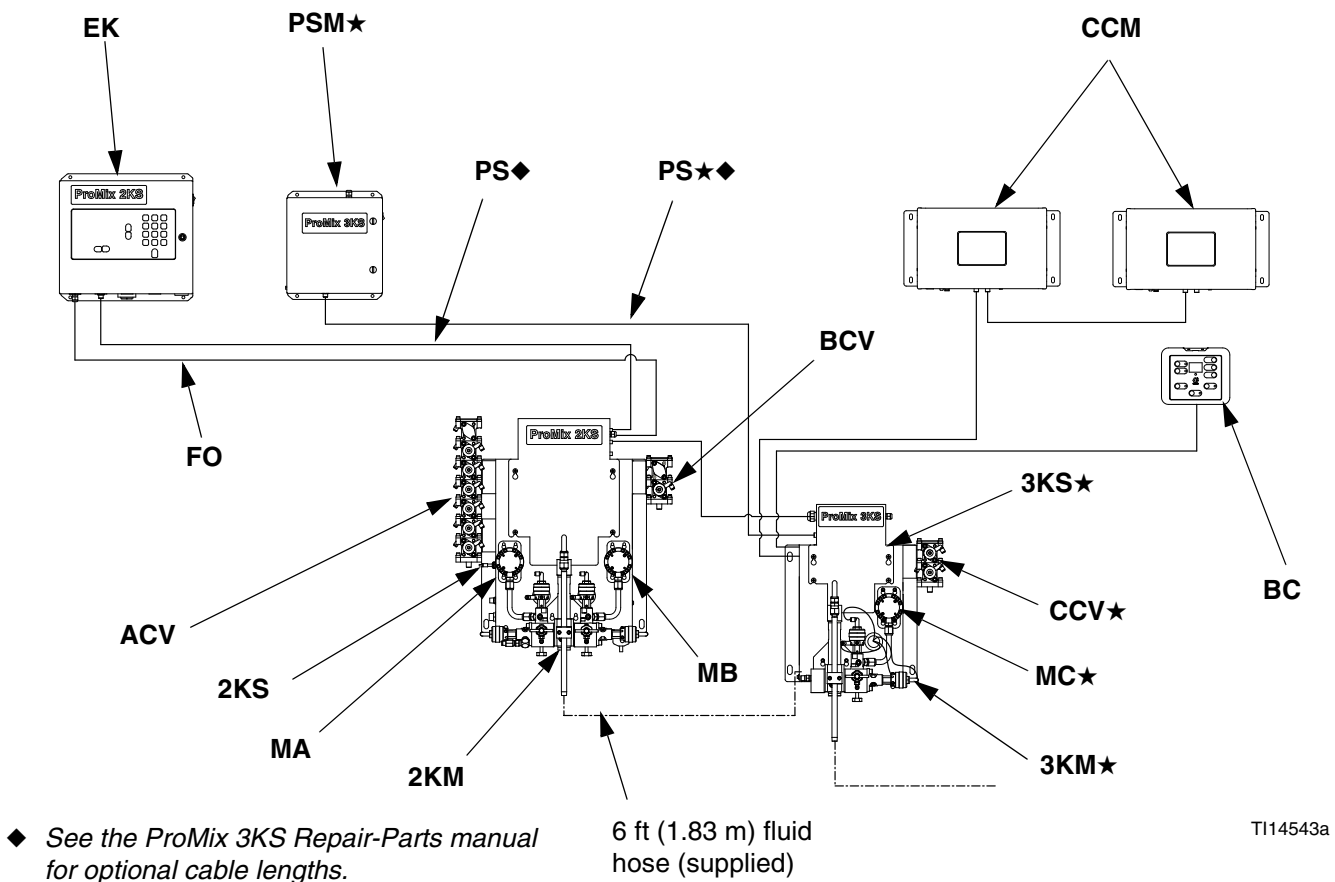 EK
PSM★
CCM
ProMix 2KS
ProMix 3KS
PS◆
PS★◆
BCV
FO
ProMix 2KS
3KS★
ProMix 3KS
BC
CCV★
ACV
MB
MC★
2KS
MA
2KM
3KM★
◆ See the ProMix 3KS Repair-Parts manual
for optional cable lengths.
6 ft (1.83 m) fluid
hose (supplied)
TI14543a